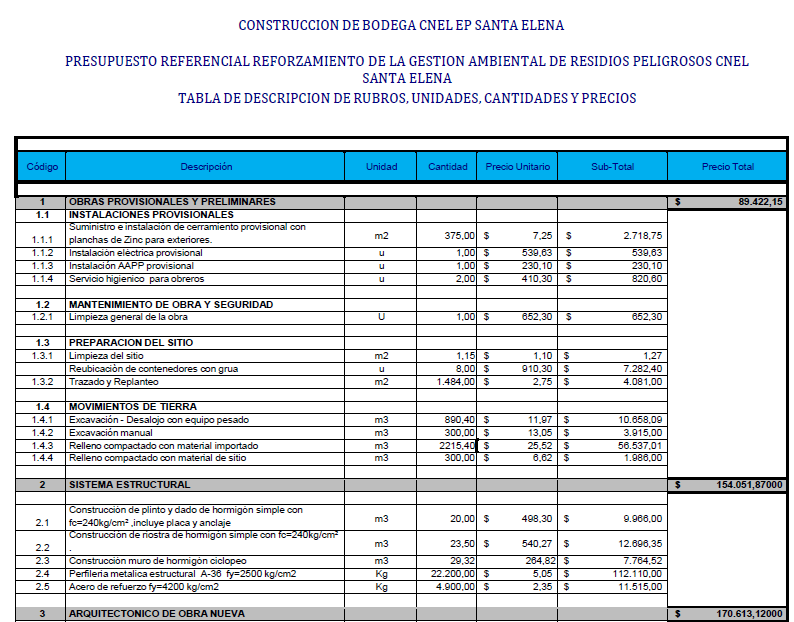 CONSTRUCCION DE BODEGA CNEL EP SANTA ELENA
PRESUPUESTO REFERENCIAL REFORZAMIENTO DE LA GESTION AMBIENTAL DE RESIDIOS PELIGROSOS CNEL
SANTA ELENA
TABLA DE DESCRIPCION DE RUBROS, UNIDADES, CANTIDADES Y PRECIOS
Código Descripción Unidad Cantidad Precio Unitario Sub-Total Precio Total
1 OBRAS PROVISIONALES Y PRELIMINARES $ 89.422,15
1.1 INSTALACIONES PROVISIONALES
Suministro e instalación de cerramiento provisional con
1.1.1 planchas de Zinc para exteriores. m2 375,00 $ 7,25 $ 2.718,75
1.1.2 Instalación eléctrica provisional u 1,00 $ 539,63 $ 539,63
1.1.3 Instalación AAPP provisional u 1,00 $ 230,10 $ 230,10
1.1.4 Servicio higienico para obreros u 2,00 $ 410,30 $ 820,60
1.2 MANTENIMIENTO DE OBRA Y SEGURIDAD
1.2.1 Limpieza general de la obra U 1,00 $ 652,30 $ 652,30
1.3 PREPARACION DEL SITIO
1.3.1 Limpieza del sitio m2 1,15 $ 1,10 $ 1,27
Reubicaciòn de contenedores con grua u 8,00 $ 910,30 $ 7.282,40
1.3.2 Trazado y Replanteo m2 1.484,00 $ 2,75 $ 4.081,00
1.4 MOVIMIENTOS DE TIERRA
1.4.1 Excavación - Desalojo con equipo pesado m3 890,40 $ 11,97 $ 10.658,09
1.4.2 Excavación manual m3 300,00 $ 13,05 $ 3.915,00
1.4.3 Relleno compactado con material importado m3 2215,40 $ 25,52 $ 56.537,01
1.4.4 Relleno compactado con material de sitio m3 300,00 $ 6,62 $ 1.986,00
2 SISTEMA ESTRUCTURAL $ 154.051,87000
Construcción de plinto y dado de hormigón simple con
2.1 fc=240kg/cm² ,incluye placa y anclaje m3 20,00 $ 498,30 $ 9.966,00
Construcción de riostra de hormigón simple con fc=240kg/cm²
2.2 . m3 23,50 $ 540,27 $ 12.696,35
2.3 Construcción muro de hormigón ciclopeo m3 29,32 264,82 $ 7.764,52
2.4 Perfileria metalica estructural A-36 fy=2500 kg/cm2 Kg 22.200,00 $ 5,05 $ 112.110,00
2.5 Acero de refuerzo fy=4200 kg/cm2 Kg 4.900,00 $ 2,35 $ 11.515,00
3 ARQUITECTONICO DE OBRA NUEVA $ 170.613,12000